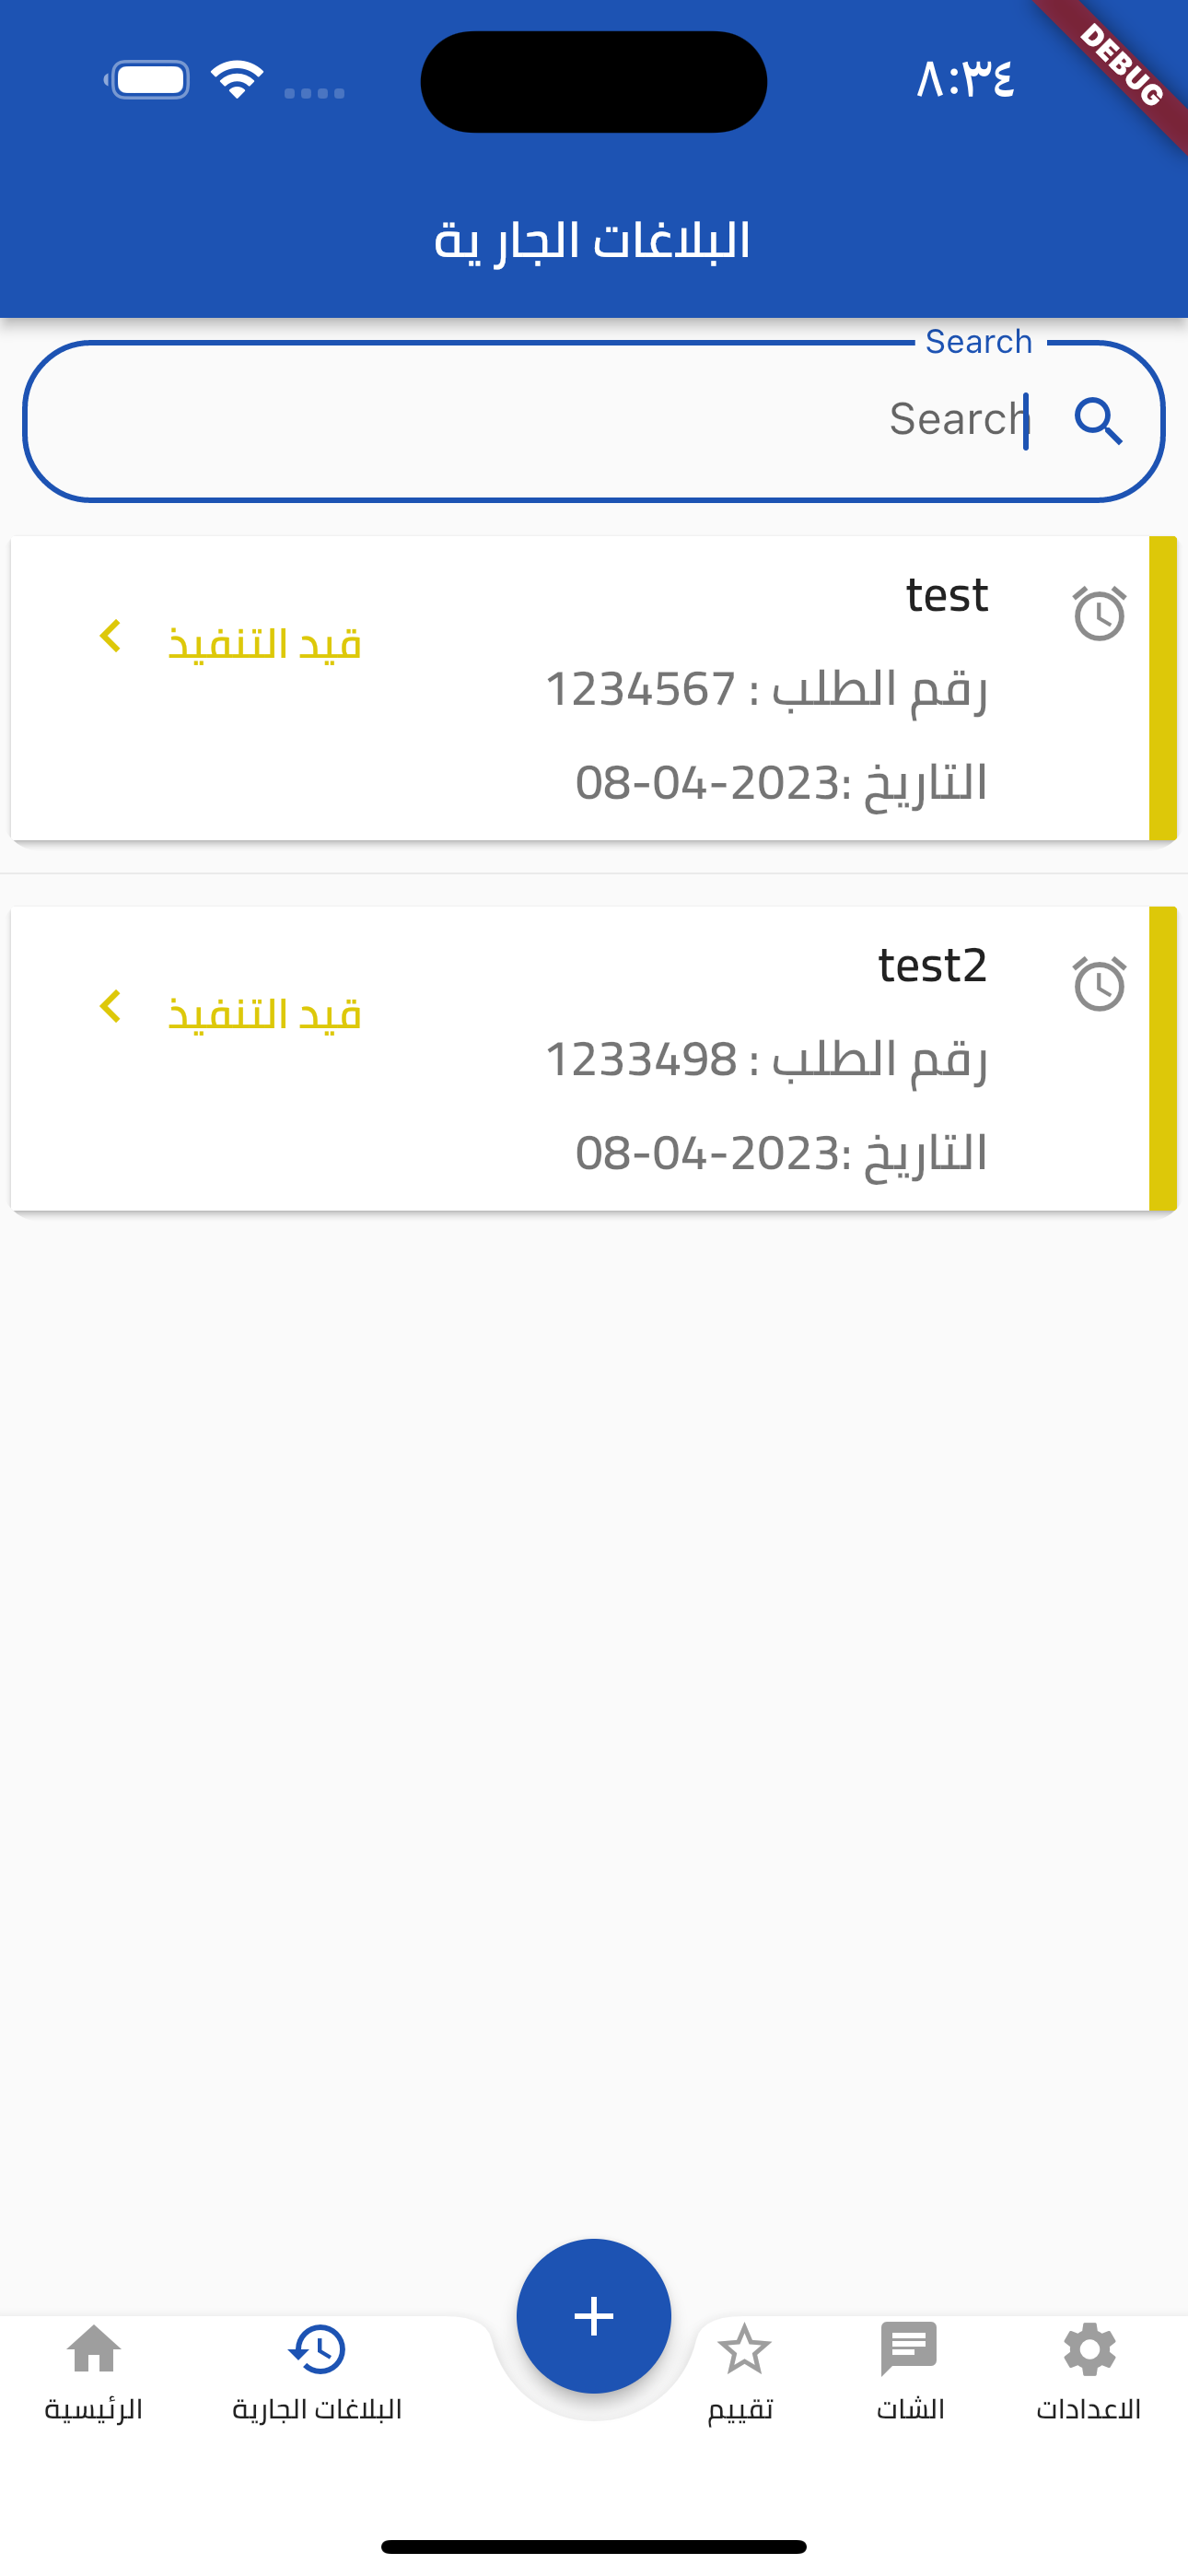 ٨:٣٤
DEBUG
البلاغات الجار ية
Search
Search
test
قيد التنفيذ
رقم الطلب : 1234567
التاريخ :2023-04-08
test2
قيد التنفيذ
رقم الطلب : 1233498
التاريخ :2023-04-08
الاعدادات
الشات
تقييم
البلاغات الجارية
الرئيسية